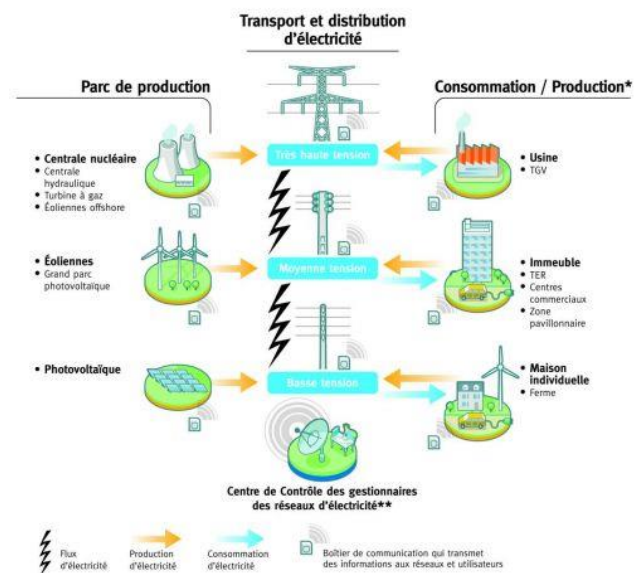 Transport et distribution
d'électricité
Parc de production
Consommation / Production*
• Centrale nucléaire
• Centrale
hydraulique
• Turbine à gaz
• Éoliennes offshore
Très haute tension
• Usine
• TGV
• Éoliennes
• Grand parc
photovoltaïque
Moyenne tension
• Immeuble
• TER
• Centres
commerciaux
• Zone
pavillonnaire
• Photovoltaïque
Basse tension
• Maison
individuelle
• Ferme
Centre de Contrôle des gestionnaires
des réseaux d'électricité**
Flux
d'électricité
Production
d'électricité
Consommation
d'électricité
Boîtier de communication qui transmet
des informations aux réseaux et utilisateurs